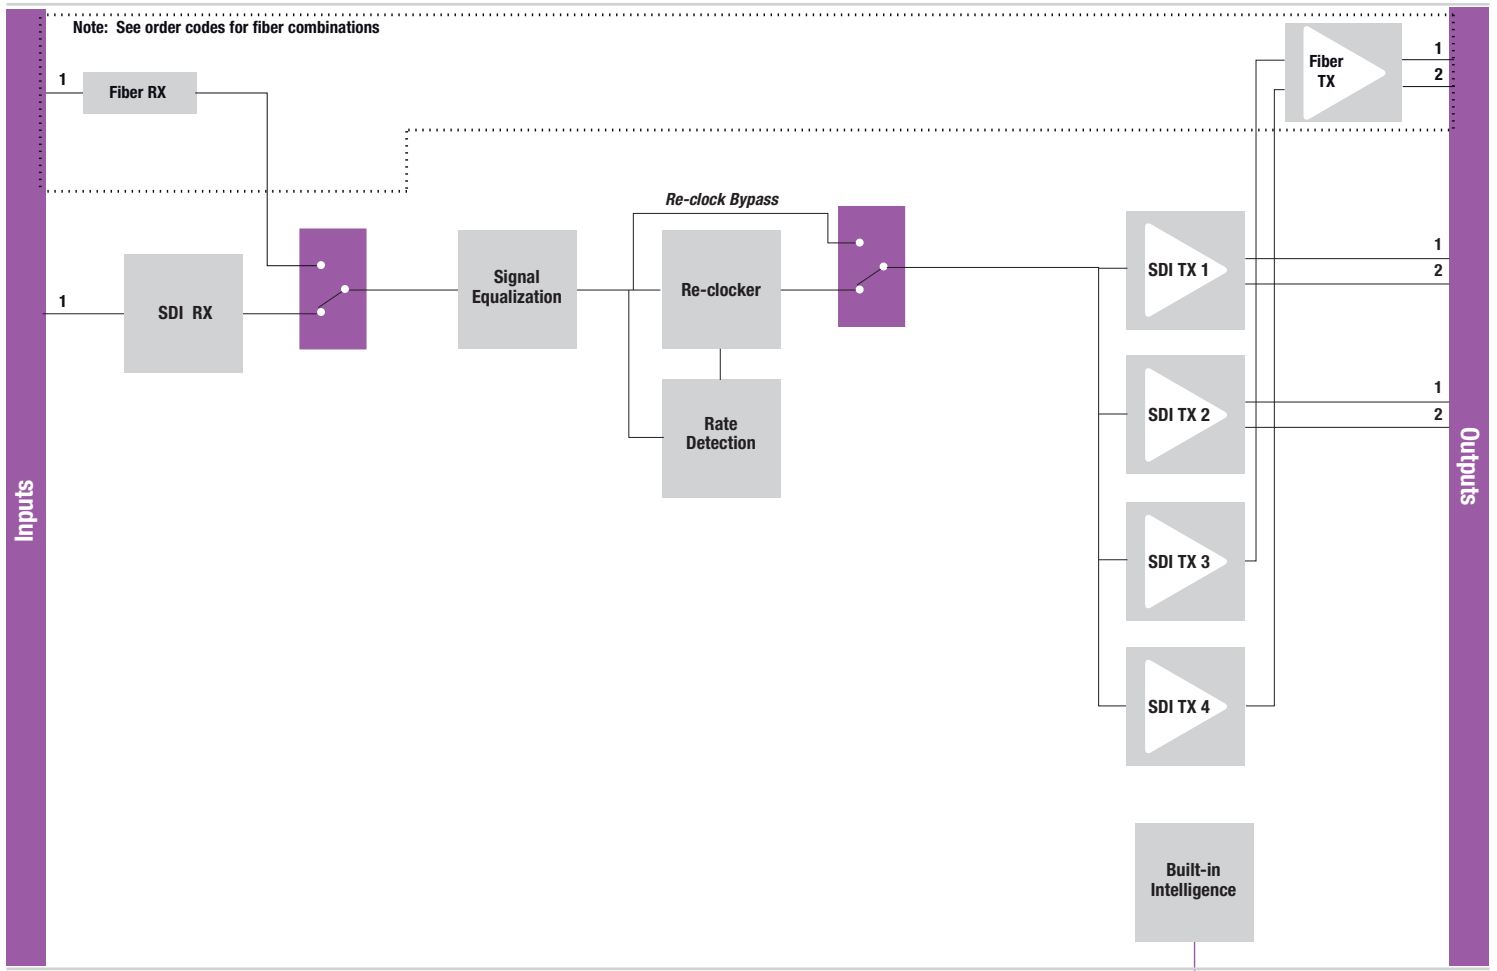 Note: See order codes for fiber combinations
1
Fiber RX
Fiber
TX
1
2
Re-clock Bypass
1
SDI RX
Signal
Equalization
Re-clocker
Rate
Detection
SDI TX 1
1
2
SDI TX 2
1
2
SDI TX 3
SDI TX 4
Built-in
Intelligence
Inputs
Outputs